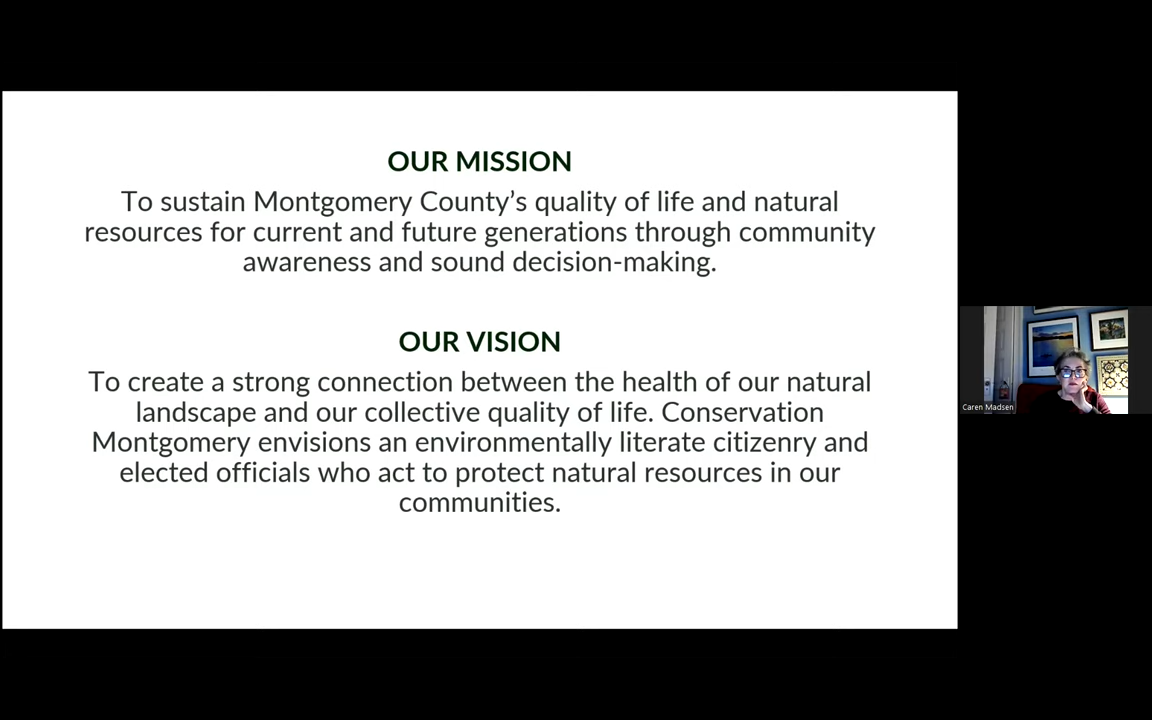 OUR MISSION
To sustain Montgomery County’s quality of life and natural
resources for current and future generations through community
awareness and sound decision-making.
OUR VISION
To create a strong connection between the health of our natural
landscape and our collective quality of life. Conservation
Montgomery envisions an environmentally literate citizenry and
elected officials who act to protect natural resources in our
communities.
Caren Madsen